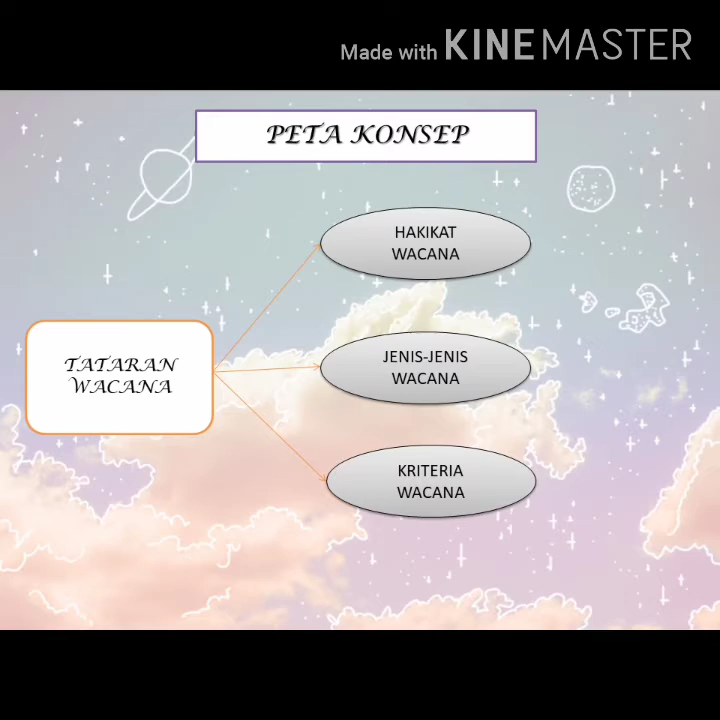 Made with KINEMASTER
PETA KONSEP
HAKIKAT
WACANA
TATARAN
WACANA
JENIS-JENIS
WACANA
KRITERIA
WACANA